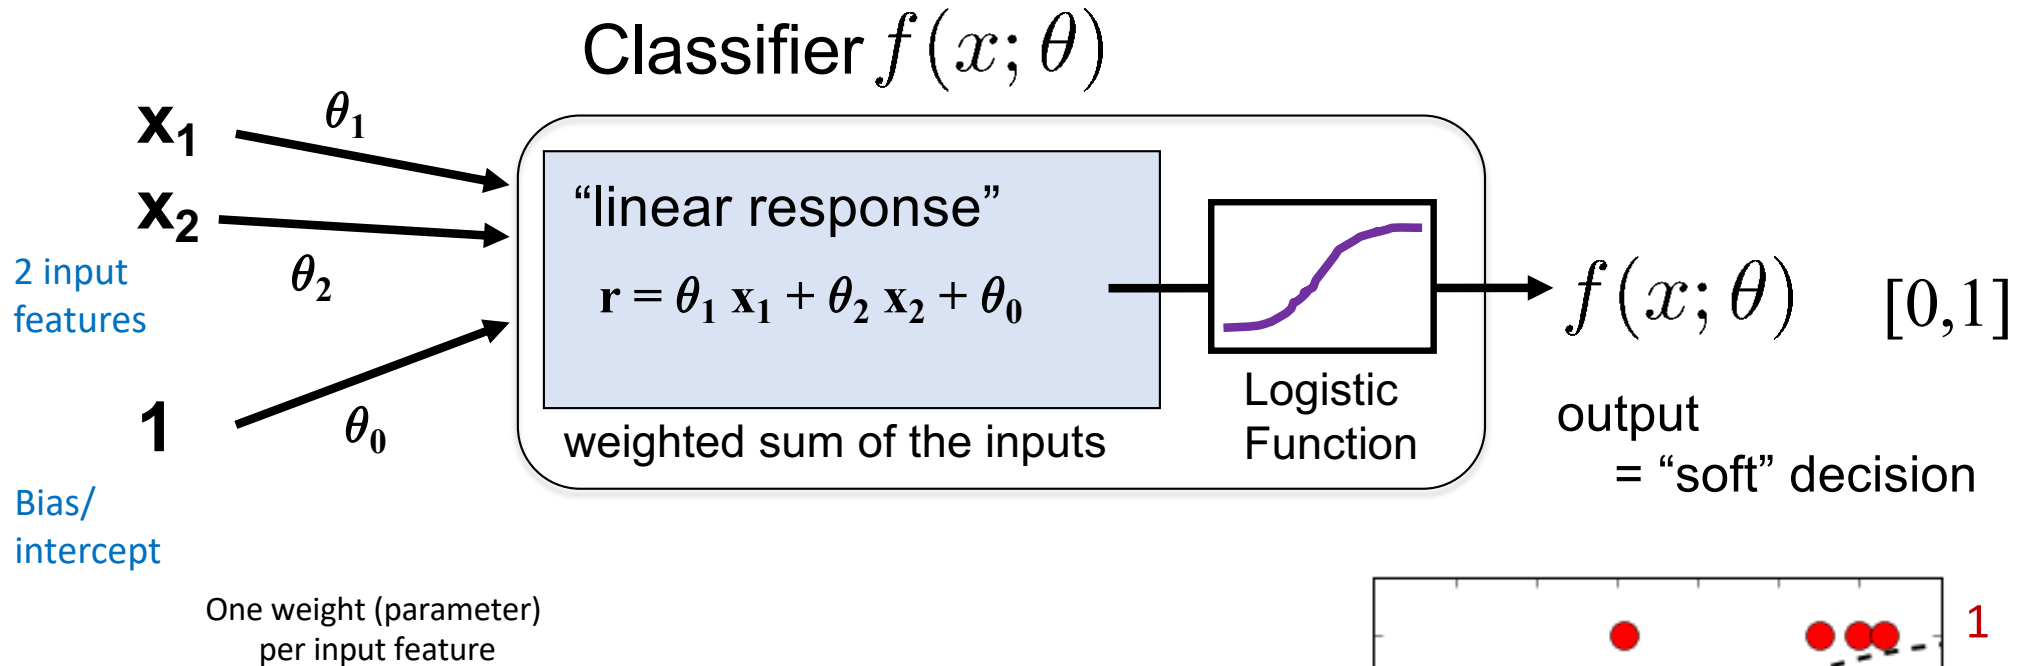 Classifier f(x; θ)
x₁
θ₁
x₂
θ₂
2 input
features
1
θ₀
Bias/
intercept
One weight (parameter)
per input feature
“linear response”
r = θ₁ x₁ + θ₂ x₂ + θ₀
weighted sum of the inputs
Logistic
Function
f(x; θ) [0,1]
output
= “soft” decision
1